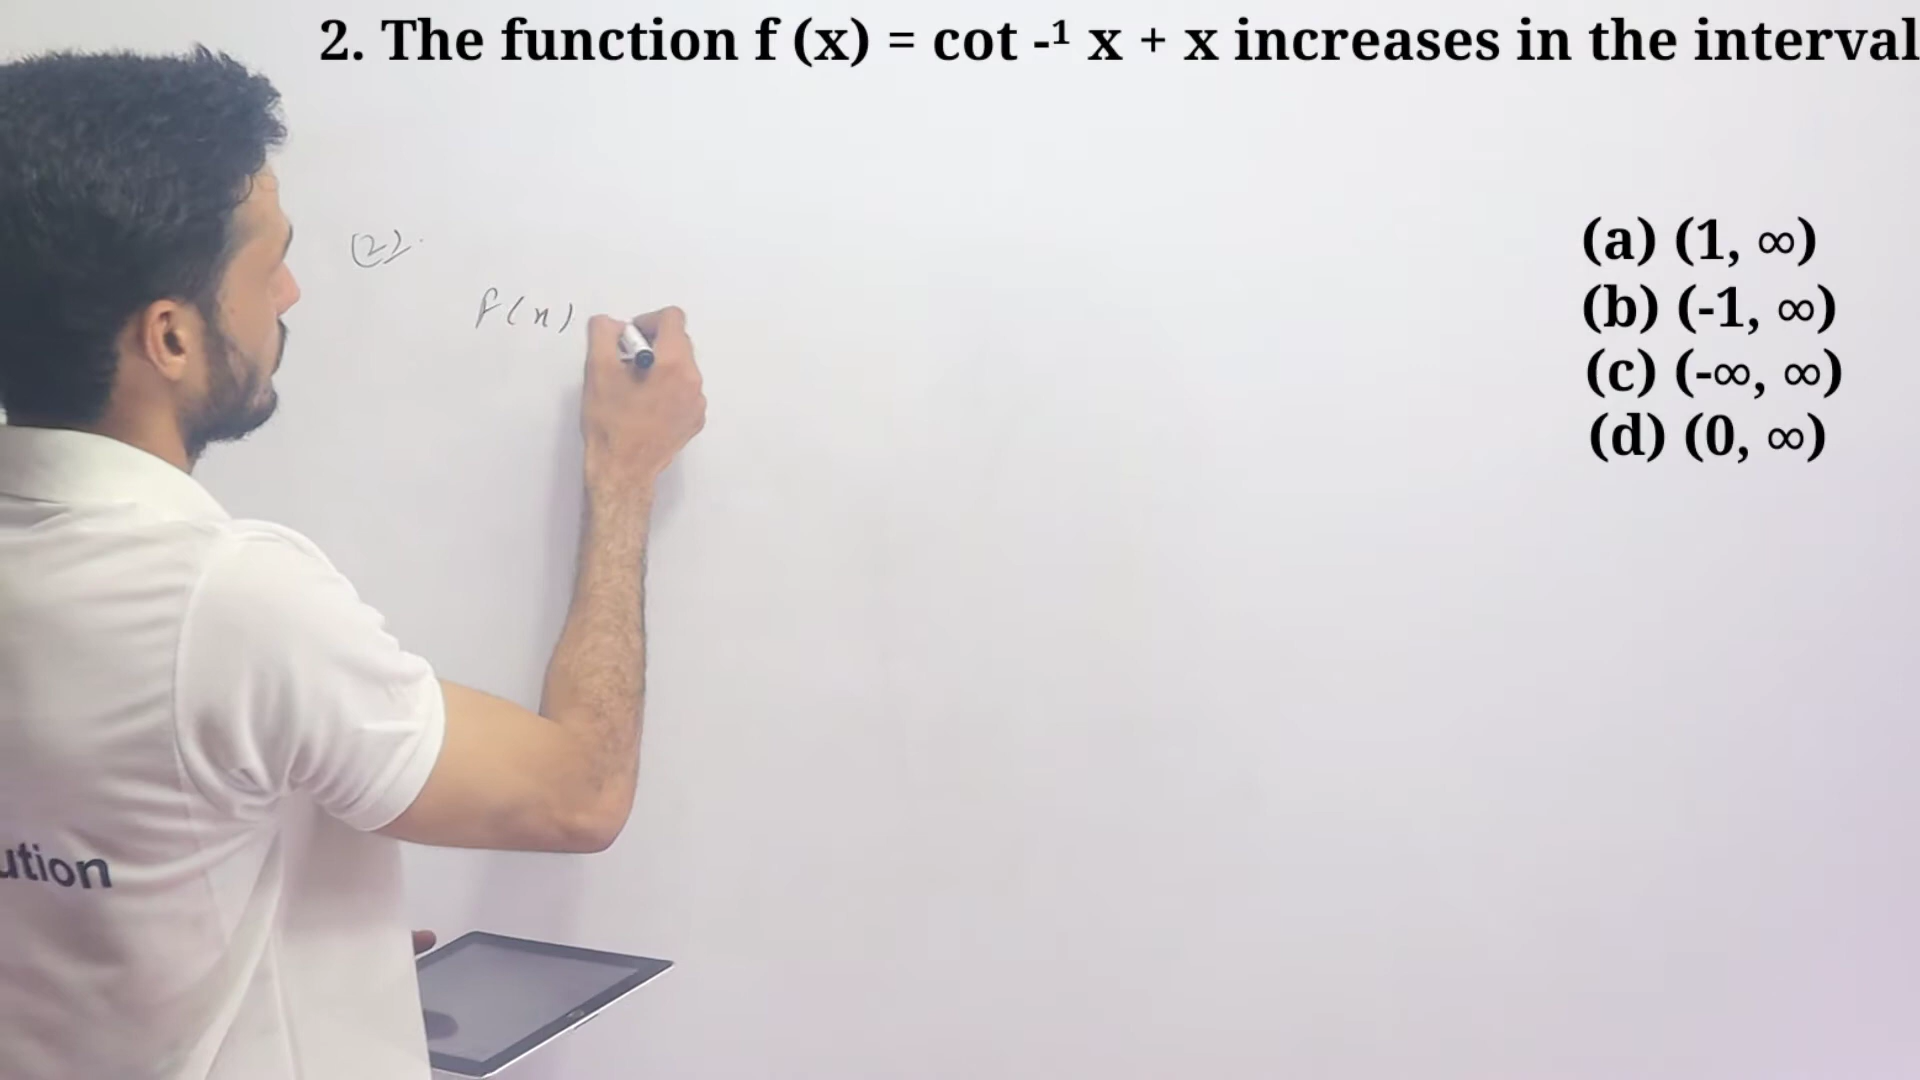 2. The function f (x) = cot -¹ x + x increases in the interval
(2).
f(x)
(a) (1, ∞)
(b) (-1, ∞)
(c) (-∞, ∞)
(d) (0, ∞)
ution